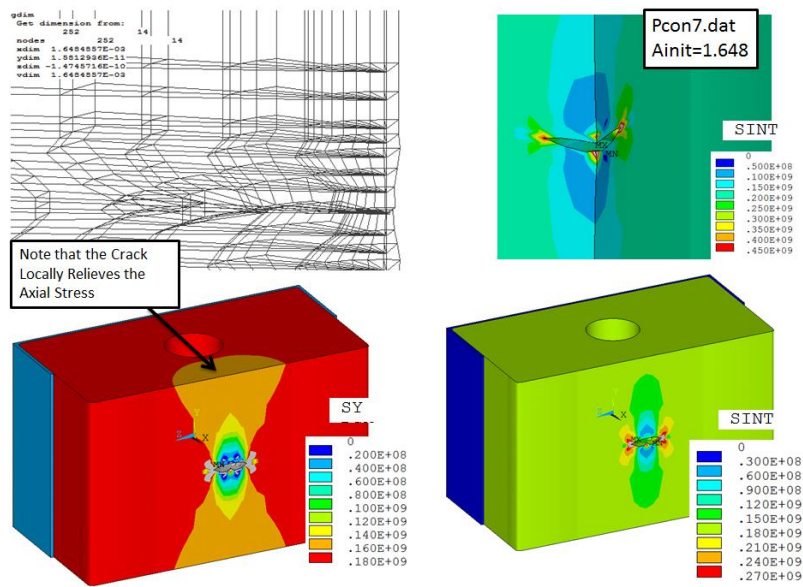 gdim
Get dimension from:
252 14
nodes 252 14
xdim 1.6484857E-03
ydim 1.5812936E-11
zdim -1.4745716E-10
vdim 1.6484857E-03
Pcon7.dat
Ainit=1.648
MX
MN
SINT
0
.500E+08
.100E+09
.150E+09
.200E+09
.250E+09
.300E+09
.350E+09
.400E+09
.450E+09
Note that the Crack
Locally Relieves the
Axial Stress
Y
Z
X
SY
0
.200E+08
.400E+08
.600E+08
.800E+08
.100E+09
.120E+09
.140E+09
.160E+09
.180E+09
Y
Z
X
SINT
0
.300E+08
.600E+08
.900E+08
.120E+09
.150E+09
.180E+09
.210E+09
.240E+09
.270E+09